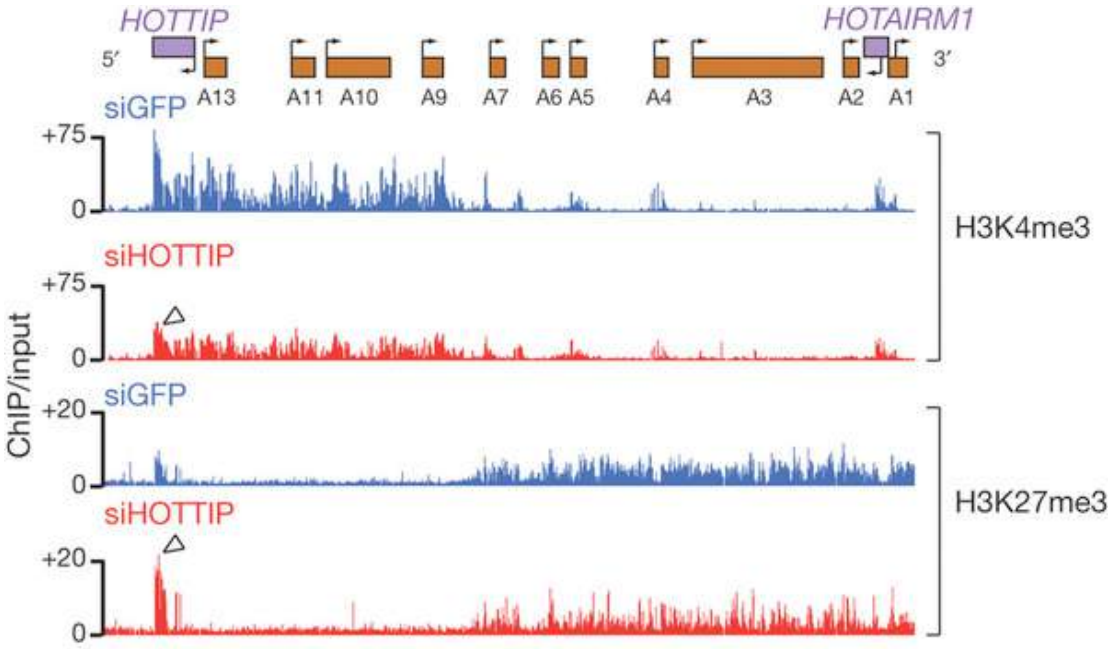 HOTTIP HOTAIRM1
5′ 3′
A13 A11 A10 A9 A7 A6 A5 A4 A3 A2 A1
siGFP
+75
0
H3K4me3
siHOTTIP
+75
0
ChIP/input
siGFP
+20
0
H3K27me3
siHOTTIP
+20
0